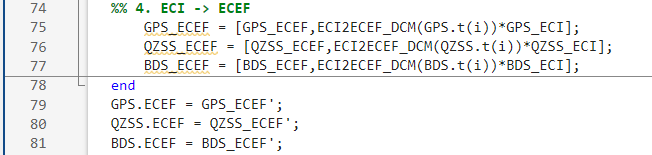 74 %% 4. ECI -> ECEF
75 GPS_ECEF = [GPS_ECEF,ECI2ECEF_DCM(GPS.t(i))*GPS_ECI];
76 QZSS_ECEF = [QZSS_ECEF,ECI2ECEF_DCM(QZSS.t(i))*QZSS_ECI];
77 BDS_ECEF = [BDS_ECEF,ECI2ECEF_DCM(BDS.t(i))*BDS_ECI];
78 end
79 GPS.ECEF = GPS_ECEF';
80 QZSS.ECEF = QZSS_ECEF';
81 BDS.ECEF = BDS_ECEF';